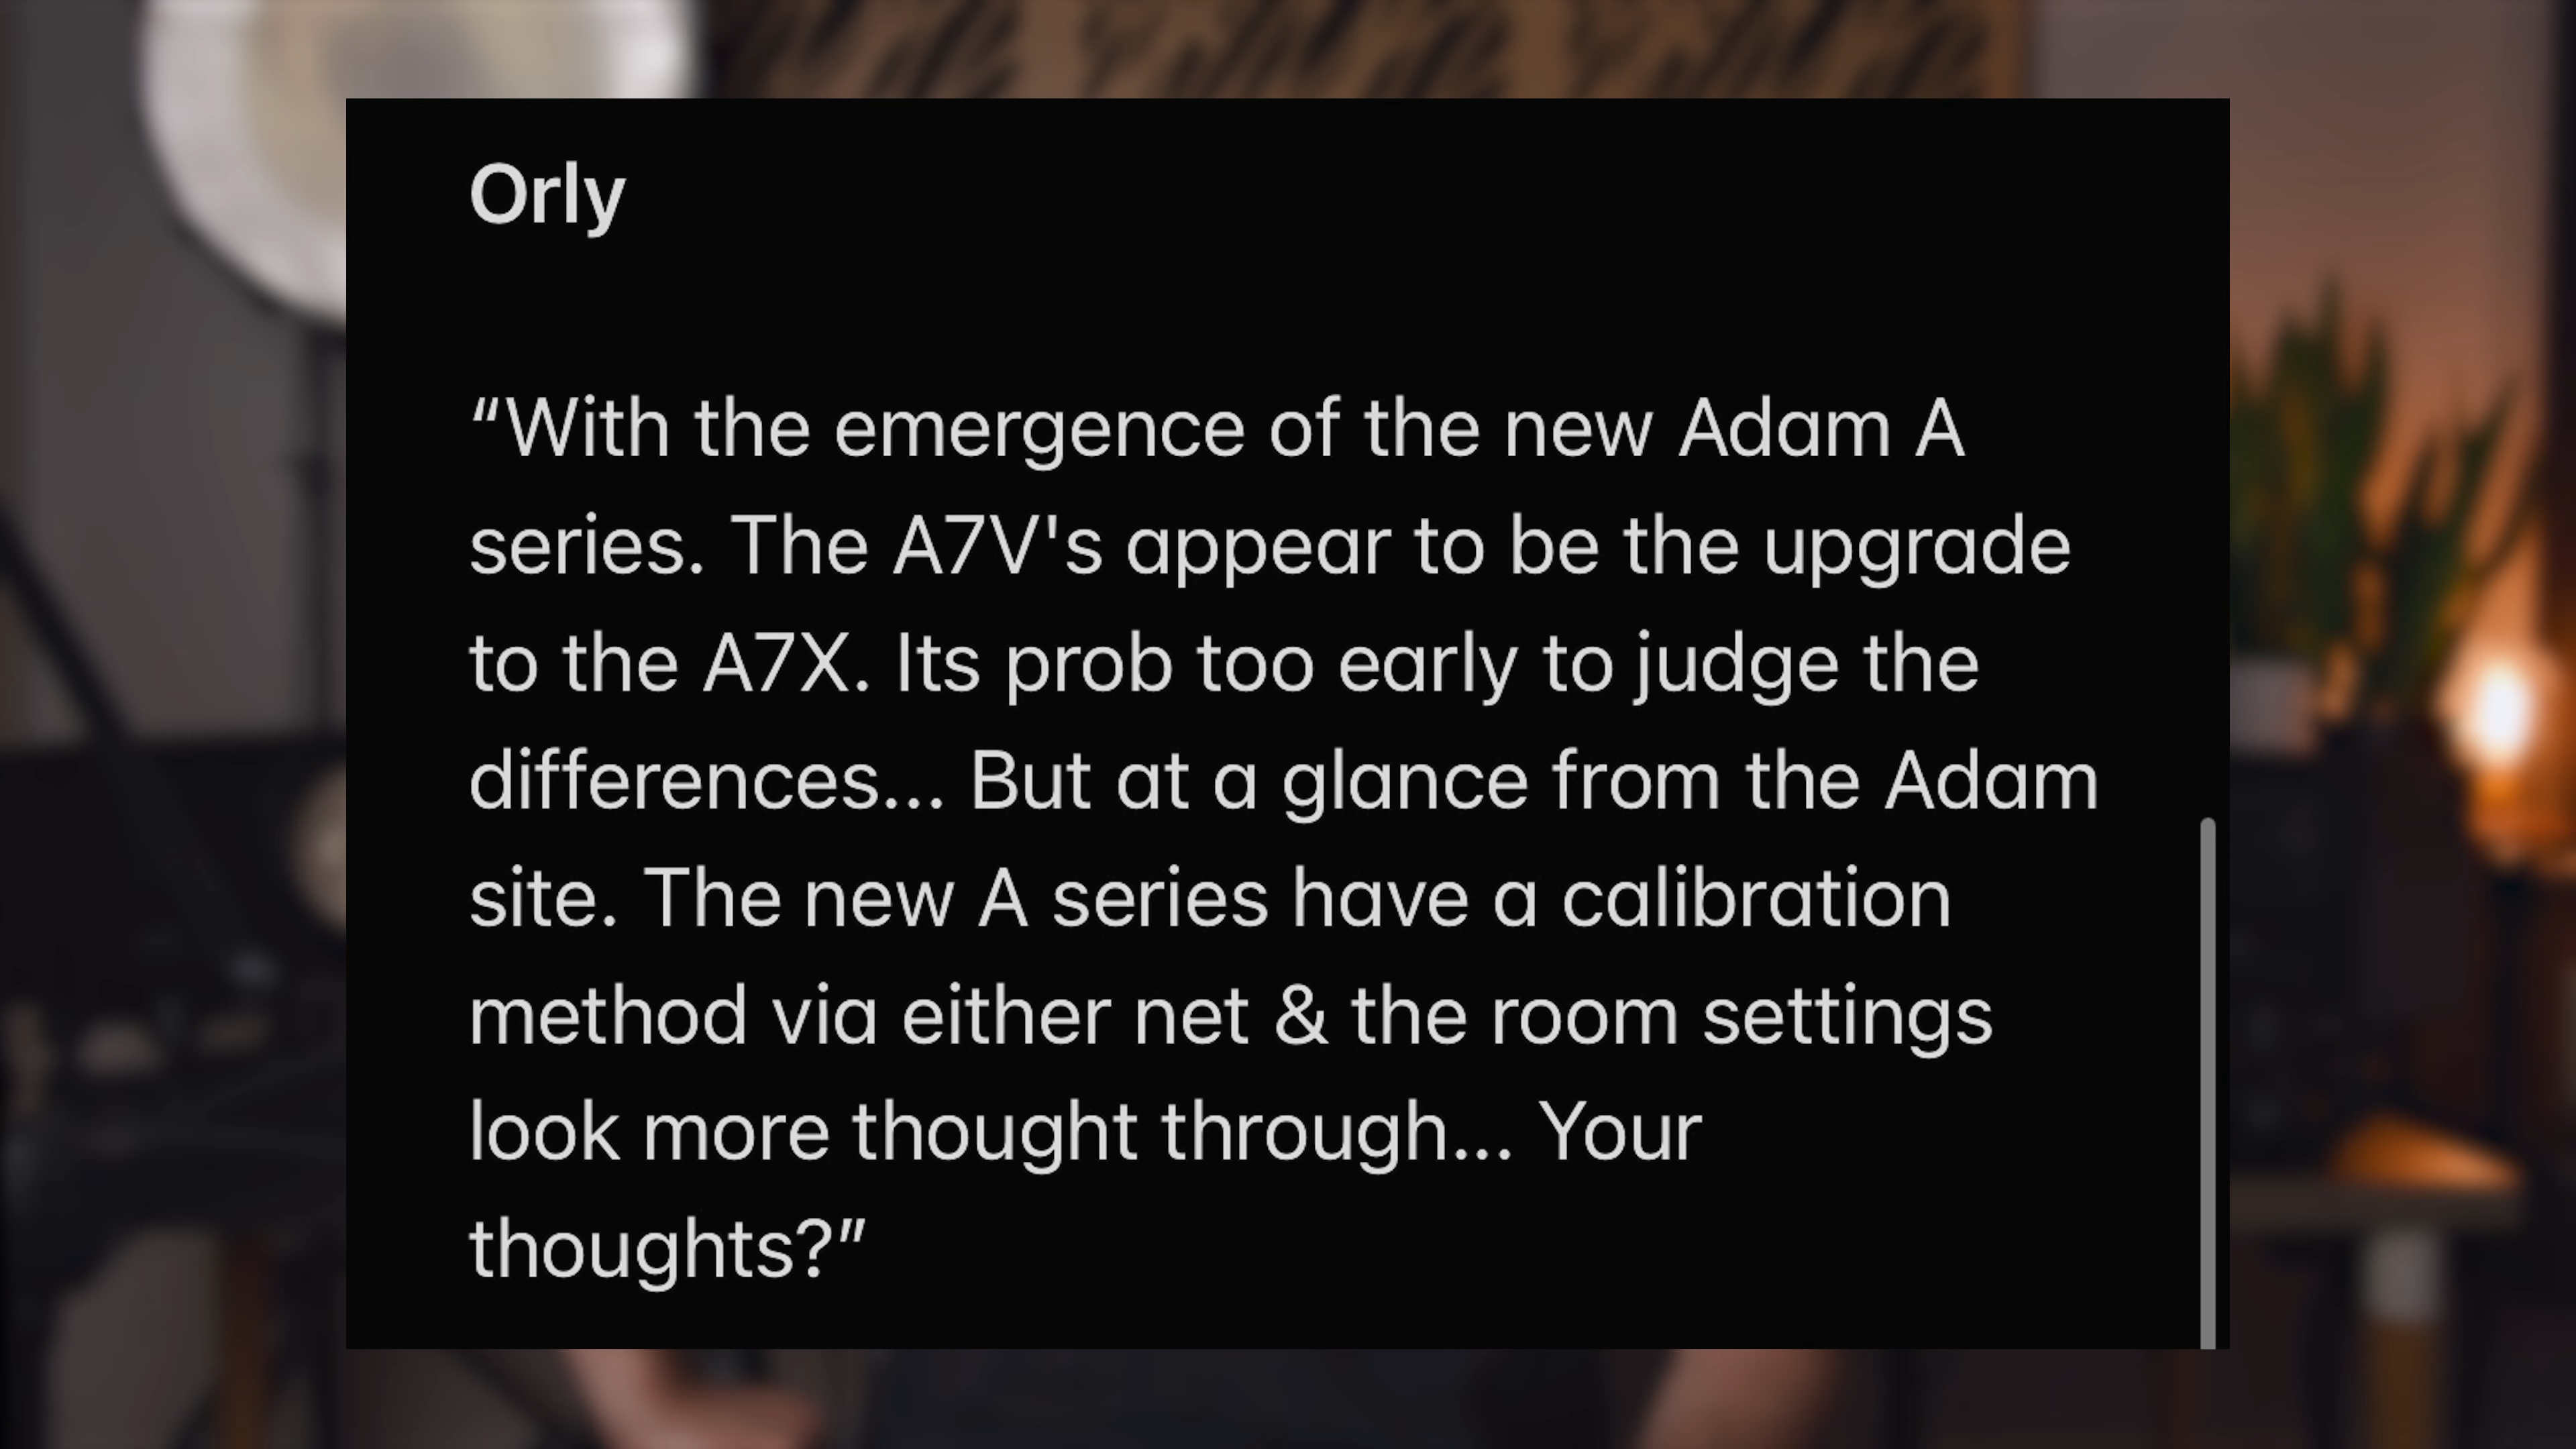 Orly
“With the emergence of the new Adam A
series. The A7V's appear to be the upgrade
to the A7X. Its prob too early to judge the
differences... But at a glance from the Adam
site. The new A series have a calibration
method via either net & the room settings
look more thought through... Your
thoughts?”